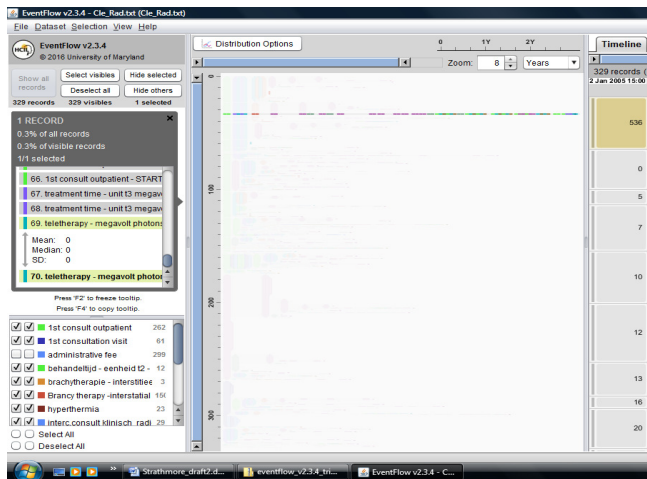 EventFlow v2.3.4 - Cle_Rad.txt (Cle_Rad.txt)
File Dataset Selection View Help
HCIL
EventFlow v2.3.4
© 2016 University of Maryland
Show all records
Select visibles
Hide selected
Deselect all
Hide others
329 records 329 visibles 1 selected
1 RECORD
0.3% of all records
0.3% of visible records
1/1 selected
66. 1st consult outpatient - START
67. treatment time - unit t3 megav
68. treatment time - unit t3 megav
69. teletherapy - megavolt photons
Mean: 0
Median: 0
SD: 0
70. teletherapy - megavolt photor
Press 'F2' to freeze tooltip.
Press 'F4' to copy tooltip.
1st consult outpatient 262
1st consultation visit 61
administrative fee 299
behandeltijd - eenheid t2 - 12
brachytherapie - interstitiee 3
Brancy therapy -interstatial 150
hyperthermia 23
interc.consult klinisch radi 29
Select All
Deselect All
Distribution Options
0 1Y 2Y
Zoom: 8 Years
0
100
200
300
Timeline
329 records (
2 Jan 2005 15:00
536
0
5
7
10
12
13
16
20
Strathmore_draft2.d...
eventflow_v2.3.4_tri...
EventFlow v2.3.4 - C...